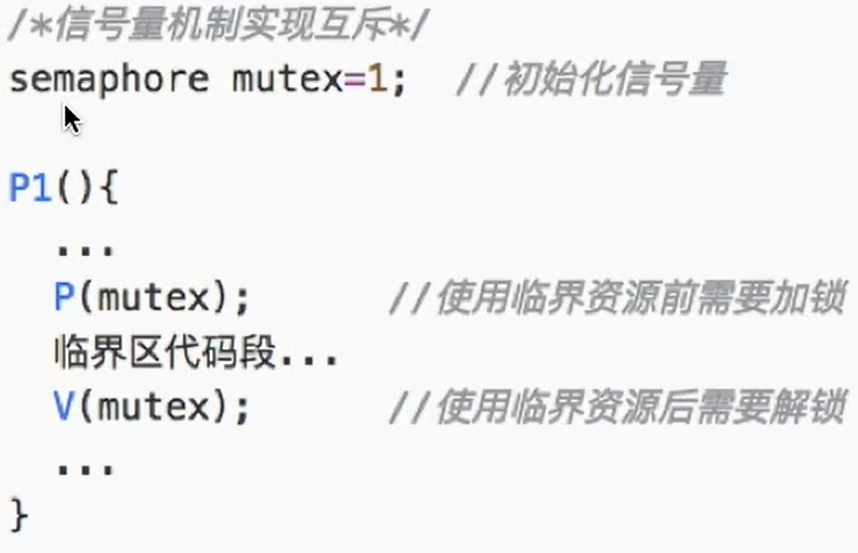 /*信号量机制实现互斥*/
semaphore mutex=1;  //初始化信号量
P1(){
...
P(mutex);  //使用临界资源前需要加锁
临界区代码段...
V(mutex);  //使用临界资源后需要解锁
...
}